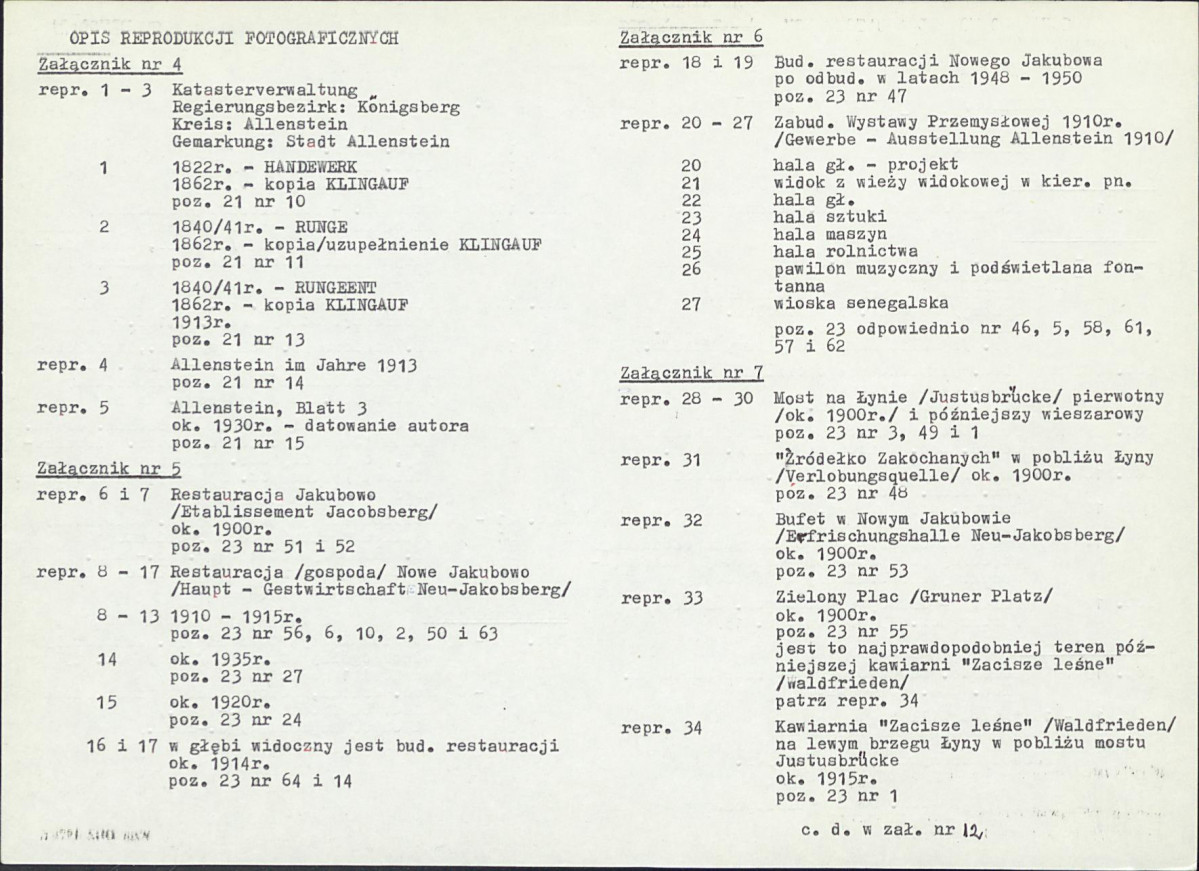 OPIS REPRODUKCJI FOTOGRAFICZNYCH
Załącznik nr 4
repr. 1 - 3 Katasterverwaltung
Regierungsbezirk: Königsberg
Kreis: Allenstein
Gemarkung: Stadt Allenstein
1 1822r. - HANDEWERK
1862r. - kopia KLINGAUF
poz. 21 nr 10
2 1840/41r. - RUNGE
1862r. - kopia/uzupełnienie KLINGAUF
poz. 21 nr 11
3 1840/41r. - RUNGEENT
1862r. - kopia KLINGAUF
1913r.
poz. 21 nr 13
repr. 4 Allenstein im Jahre 1913
poz. 21 nr 14
repr. 5 Allenstein, Blatt 3
ok. 1930r. - datowanie autora
poz. 21 nr 15
Załącznik nr 5
repr. 6 i 7 Restauracja Jakubowo
/Etablissement Jacobsberg/
ok. 1900r.
poz. 23 nr 51 i 52
repr. 8 - 17 Restauracja /gospoda/ Nowe Jakubowo
/Haupt - Gestwirtschaft Neu-Jakobsberg/
8 - 13 1910 - 1915r.
poz. 23 nr 56, 6, 10, 2, 50 i 63
14 ok. 1935r.
poz. 23 nr 27
15 ok. 1920r.
poz. 23 nr 24
16 i 17 w głębi widoczny jest bud. restauracji
ok. 1914r.
poz. 23 nr 64 i 14
Załącznik nr 6
repr. 18 i 19 Bud. restauracji Nowego Jakubowa
po odbud. w latach 1948 - 1950
poz. 23 nr 47
repr. 20 - 27 Zabud. Wystawy Przemysłowej 1910r.
/Gewerbe - Ausstellung Allenstein 1910/
20 hala gł. - projekt
21 widok z wieży widokowej w kier. pn.
22 hala gł.
23 hala sztuki
24 hala maszyn
25 hala rolnictwa
26 pawilon muzyczny i podświetlana fon-
tanna
27 wioska senegalska
poz. 23 odpowiednio nr 46, 5, 58, 61,
57 i 62
Załącznik nr 7
repr. 28 - 30 Most na Łynie /Justusbrücke/ pierwotny
/ok. 1900r./ i późniejszy wieszarowy
poz. 23 nr 3, 49 i 1
repr. 31 "Źródełko Zakochanych" w pobliżu Łyny
/Verlobungsquelle/ ok. 1900r.
poz. 23 nr 48
repr. 32 Bufet w Nowym Jakubowie
/Erfrischungshalle Neu-Jakobsberg/
ok. 1900r.
poz. 23 nr 53
repr. 33 Zielony Plac /Gruner Platz/
ok. 1900r.
poz. 23 nr 55
jest to najprawdopodobniej teren póź-
niejszej kawiarni "Zacisze leśne"
/waldfrieden/
patrz repr. 34
repr. 34 Kawiarnia "Zacisze leśne" /Waldfrieden/
na lewym brzegu Łyny w pobliżu mostu
Justusbrücke
ok. 1915r.
poz. 23 nr 1
c. d. w zał. nr 12